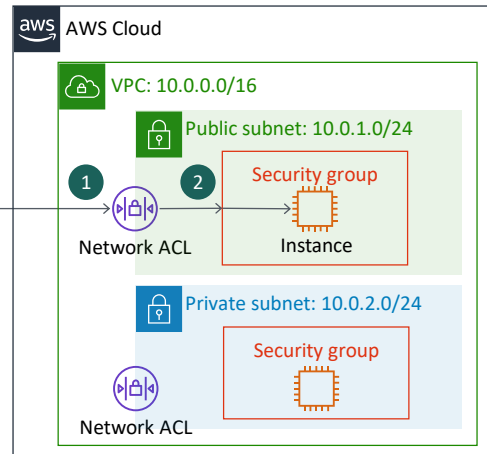 aws
AWS Cloud
VPC: 10.0.0.0/16
Public subnet: 10.0.1.0/24
1
2
Security group
Network ACL
Instance
Private subnet: 10.0.2.0/24
Security group
Network ACL